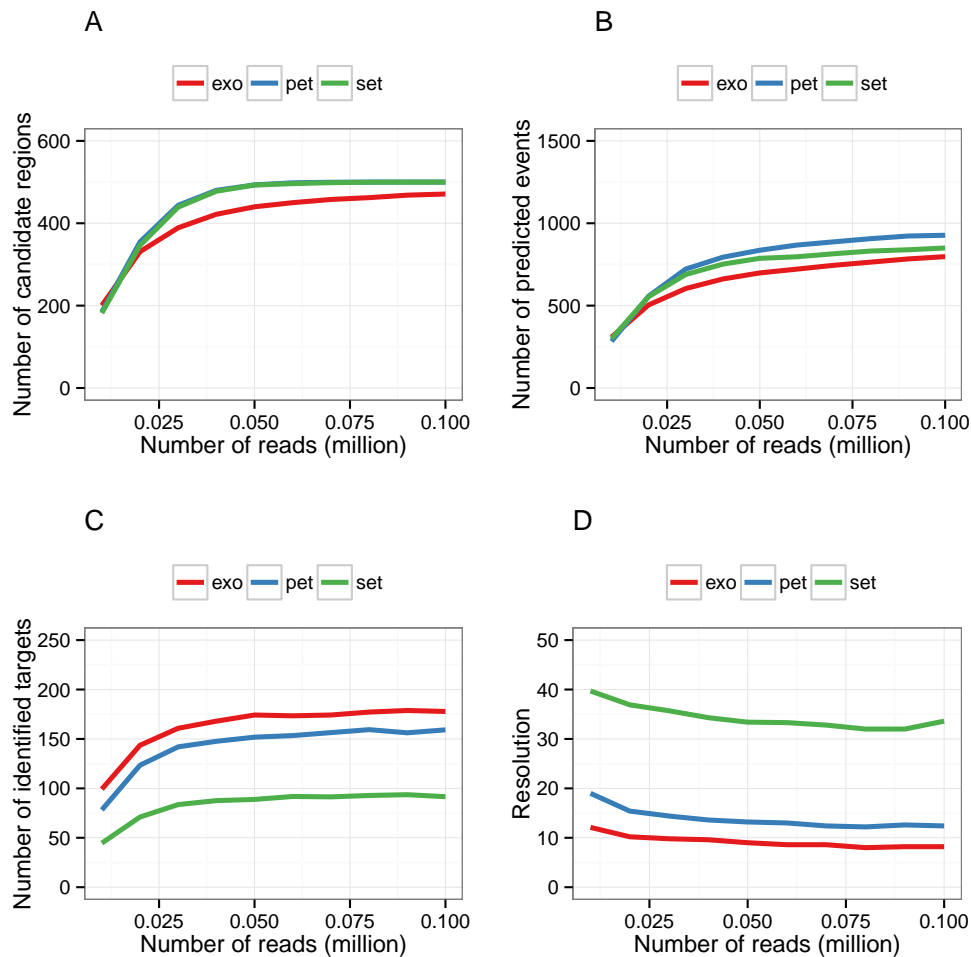 A
exo pet set
Number of candidate regions
600
400
200
0
0.025 0.050 0.075 0.100
Number of reads (million)
B
exo pet set
Number of predicted events
1500
1000
500
0
0.025 0.050 0.075 0.100
Number of reads (million)
C
exo pet set
Number of identified targets
250
200
150
100
50
0
0.025 0.050 0.075 0.100
Number of reads (million)
D
exo pet set
Resolution
50
40
30
20
10
0
0.025 0.050 0.075 0.100
Number of reads (million)